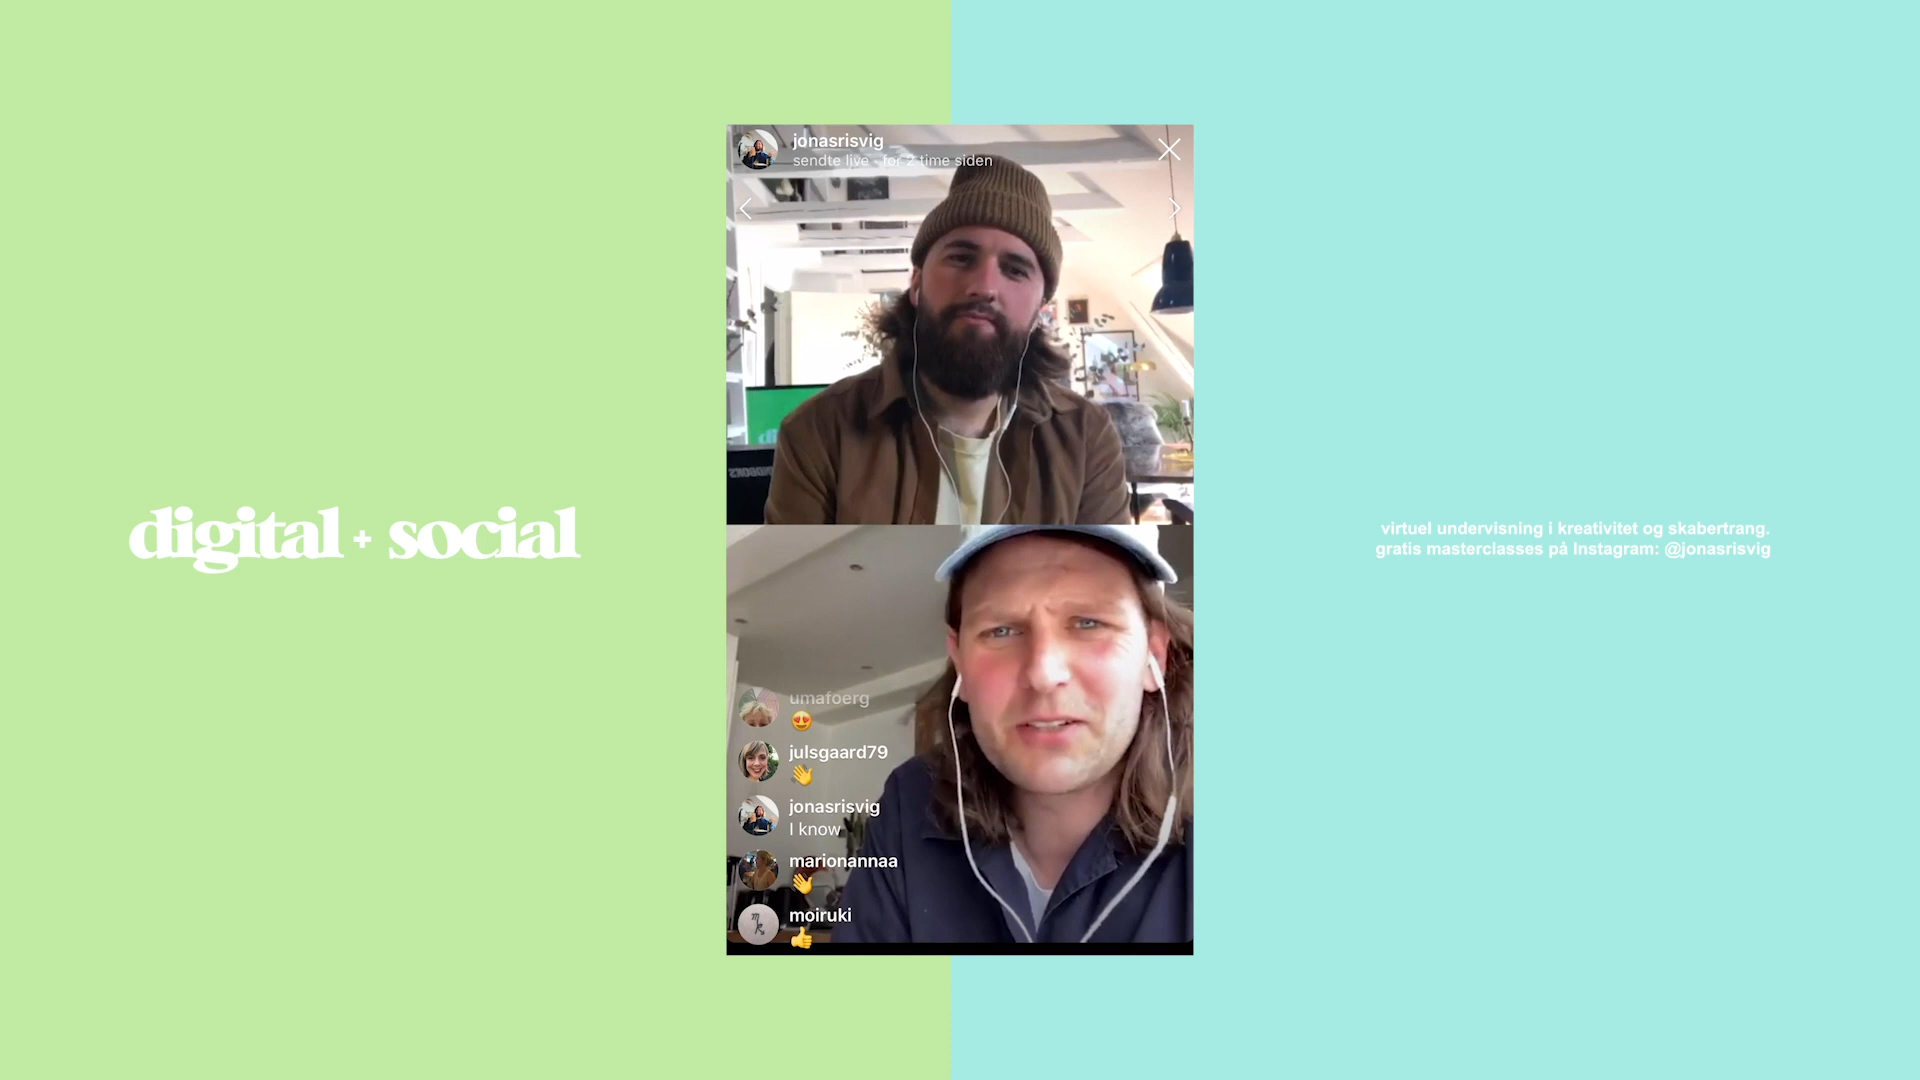 digital + social
jonasrisvig
sendte live · for 2 time siden
umafoerg
😍
julsgaard79
👋
jonasrisvig
I know
marionannaa
👋
moiruki
👍
virtuel undervisning i kreativitet og skabertrang.
gratis masterclasses på Instagram: @jonasrisvig